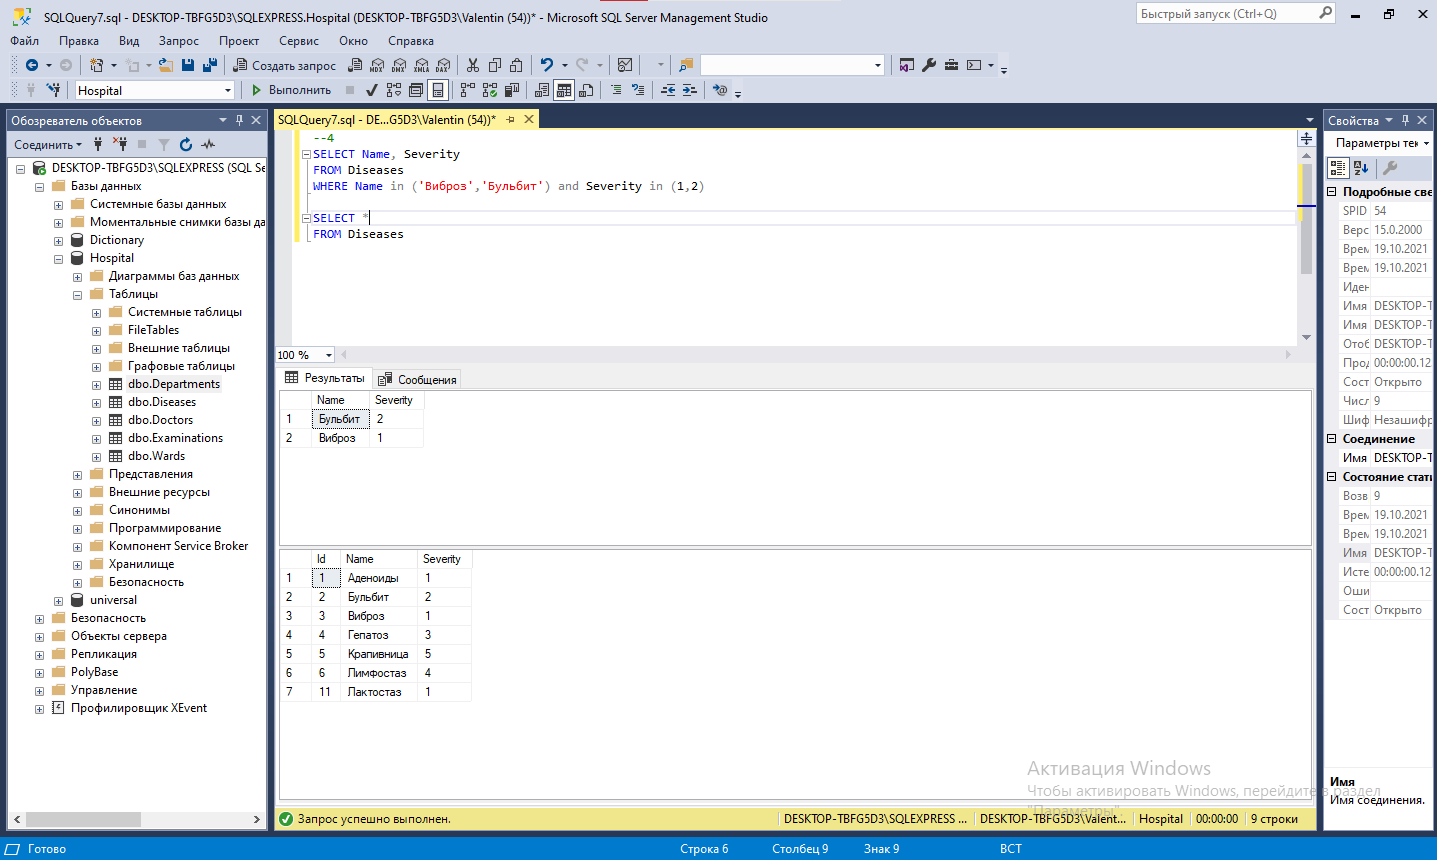 SQLQuery7.sql - DESKTOP-TBFG5D3\SQLEXPRESS.Hospital (DESKTOP-TBFG5D3\Valentin (54))* - Microsoft SQL Server Management Studio
Быстрый запуск (Ctrl+Q)
Файл Правка Вид Запрос Проект Сервис Окно Справка
Создать запрос MDX DMX XMLA DAX
Hospital Выполнить
Обозреватель объектов
Соединить
DESKTOP-TBFG5D3\SQLEXPRESS (SQL Se
Базы данных
Системные базы данных
Моментальные снимки базы да
Dictionary
Hospital
Диаграммы баз данных
Таблицы
Системные таблицы
FileTables
Внешние таблицы
Графовые таблицы
dbo.Departments
dbo.Diseases
dbo.Doctors
dbo.Examinations
dbo.Wards
Представления
Внешние ресурсы
Синонимы
Программирование
Компонент Service Broker
Хранилище
Безопасность
universal
Безопасность
Объекты сервера
Репликация
PolyBase
Управление
Профилировщик XEvent
SQLQuery7.sql - DE...G5D3\Valentin (54))*
--4
SELECT Name, Severity
FROM Diseases
WHERE Name in ('Виброз','Бульбит') and Severity in (1,2)
SELECT *
FROM Diseases
100 %
Результаты Сообщения
Name Severity
1 Бульбит 2
2 Виброз 1
Id Name Severity
1 1 Аденоиды 1
2 2 Бульбит 2
3 3 Виброз 1
4 4 Гепатоз 3
5 5 Крапивница 5
6 6 Лимфостаз 4
7 11 Лактостаз 1
Запрос успешно выполнен. DESKTOP-TBFG5D3\SQLEXPRESS ... DESKTOP-TBFG5D3\Valent... Hospital 00:00:00 9 строки
Свойства
Параметры тек
Подробные све
SPID 54
Верс 15.0.2000
Врем 19.10.2021
Врем 19.10.2021
Иден
Имя DESKTOP-T
Имя DESKTOP-T
Отоб DESKTOP-T
Прод 00:00:00.12
Сост Открыто
Числ 9
Шиф Незашифр
Соединение
Имя DESKTOP-T
Состояние стати
Возв 9
Врем 19.10.2021
Врем 19.10.2021
Имя DESKTOP-T
Исте 00:00:00.12
Оши
Сост Открыто
Имя
Имя соединения.
Активация Windows
Чтобы активировать Windows, перейдите в раздел
"Параметры".
Готово Строка 6 Столбец 9 Знак 9 ВСТ